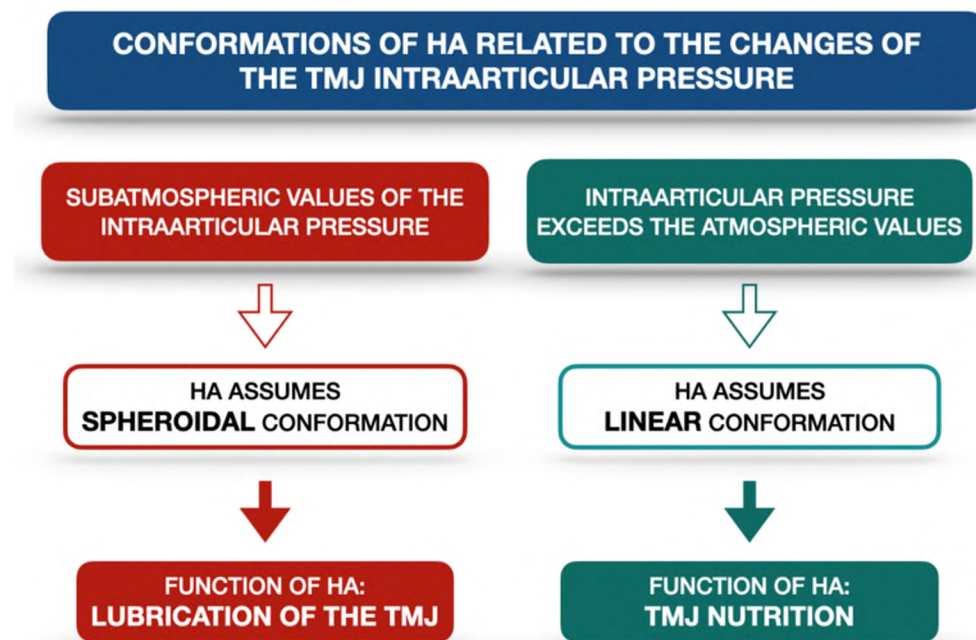 CONFORMATIONS OF HA RELATED TO THE CHANGES OF
THE TMJ INTRAARTICULAR PRESSURE
SUBATMOSPHERIC VALUES OF THE
INTRAARTICULAR PRESSURE
HA ASSUMES
SPHEROIDAL CONFORMATION
FUNCTION OF HA:
LUBRICATION OF THE TMJ
INTRAARTICULAR PRESSURE
EXCEEDS THE ATMOSPHERIC VALUES
HA ASSUMES
LINEAR CONFORMATION
FUNCTION OF HA:
TMJ NUTRITION